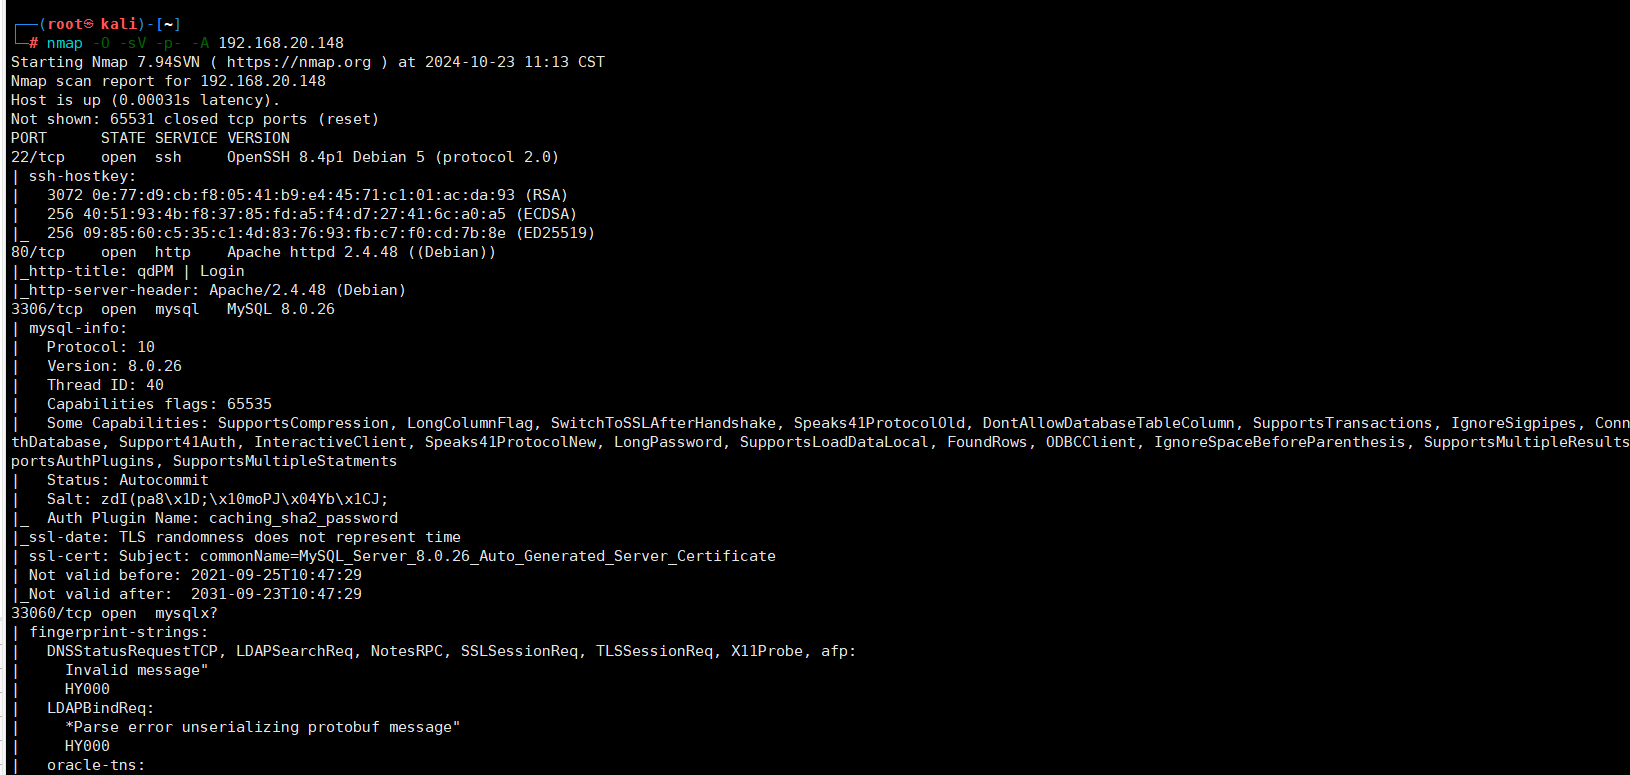 ┌──(root㉿ kali)-[~]
└─# nmap -O -sV -p- -A 192.168.20.148
Starting Nmap 7.94SVN ( https://nmap.org ) at 2024-10-23 11:13 CST
Nmap scan report for 192.168.20.148
Host is up (0.00031s latency).
Not shown: 65531 closed tcp ports (reset)
PORT      STATE SERVICE VERSION
22/tcp    open  ssh     OpenSSH 8.4p1 Debian 5 (protocol 2.0)
| ssh-hostkey:
|   3072 0e:77:d9:cb:f8:05:41:b9:e4:45:71:c1:01:ac:da:93 (RSA)
|   256 40:51:93:4b:f8:37:85:fd:a5:f4:d7:27:41:6c:a0:a5 (ECDSA)
|_  256 09:85:60:c5:35:c1:4d:83:76:93:fb:c7:f0:cd:7b:8e (ED25519)
80/tcp    open  http    Apache httpd 2.4.48 ((Debian))
|_http-title: qdPM | Login
|_http-server-header: Apache/2.4.48 (Debian)
3306/tcp  open  mysql   MySQL 8.0.26
| mysql-info:
|   Protocol: 10
|   Version: 8.0.26
|   Thread ID: 40
|   Capabilities flags: 65535
|   Some Capabilities: SupportsCompression, LongColumnFlag, SwitchToSSLAfterHandshake, Speaks41ProtocolOld, DontAllowDatabaseTableColumn, SupportsTransactions, IgnoreSigpipes, Conn
thDatabase, Support41Auth, InteractiveClient, Speaks41ProtocolNew, LongPassword, SupportsLoadDataLocal, FoundRows, ODBCClient, IgnoreSpaceBeforeParenthesis, SupportsMultipleResults
portsAuthPlugins, SupportsMultipleStatments
|   Status: Autocommit
|   Salt: zdI(pa8\x1D;\x10moPJ\x04Yb\x1CJ;
|_  Auth Plugin Name: caching_sha2_password
|_ssl-date: TLS randomness does not represent time
| ssl-cert: Subject: commonName=MySQL_Server_8.0.26_Auto_Generated_Server_Certificate
| Not valid before: 2021-09-25T10:47:29
|_Not valid after:  2031-09-23T10:47:29
33060/tcp open  mysqlx?
| fingerprint-strings:
|   DNSStatusRequestTCP, LDAPSearchReq, NotesRPC, SSLSessionReq, TLSSessionReq, X11Probe, afp:
|     Invalid message"
|     HY000
|   LDAPBindReq:
|     *Parse error unserializing protobuf message"
|     HY000
|   oracle-tns: